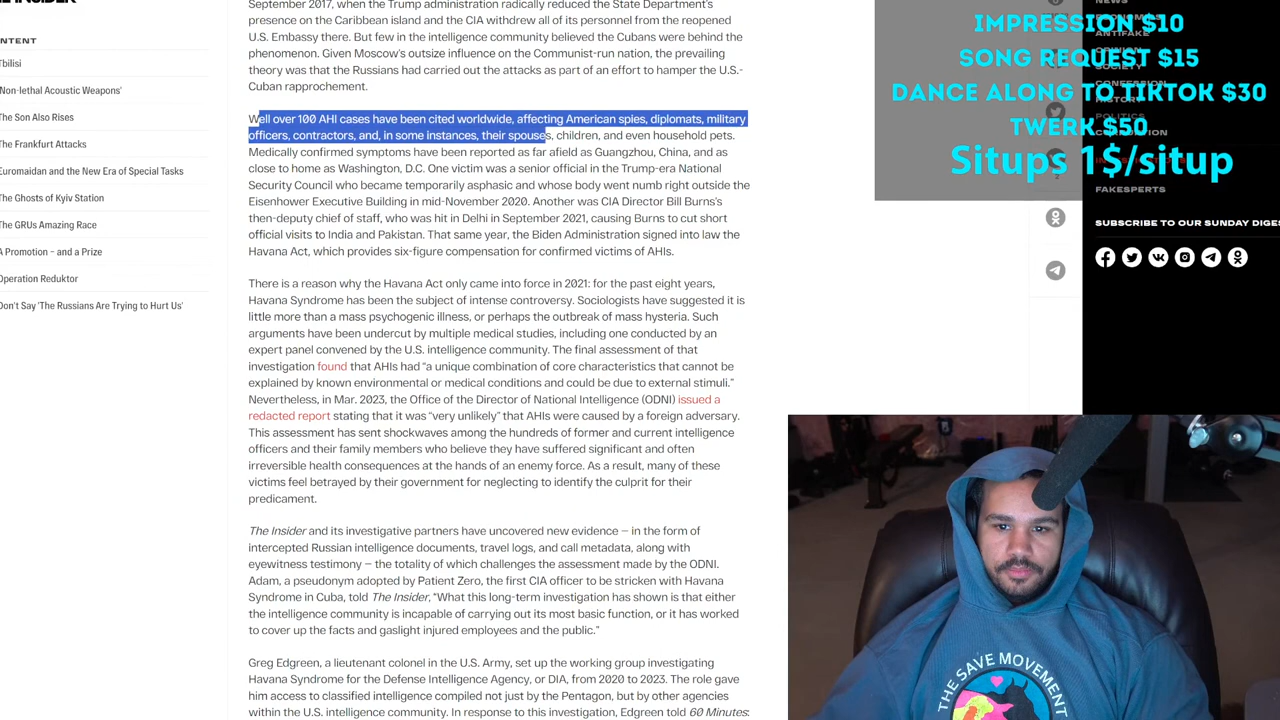 September 2017, when the Trump administration radically reduced the State Department's
presence on the Caribbean island and the CIA withdrew all of its personnel from the reopened
U.S. Embassy there. But few in the intelligence community believed the Cubans were behind the
phenomenon. Given Moscow's outsize influence on the Communist-run nation, the prevailing
theory was that the Russians had carried out the attacks as part of an effort to hamper the U.S.-
Cuban rapprochement.
Well over 100 AHI cases have been cited worldwide, affecting American spies, diplomats, military
officers, contractors, and, in some instances, their spouses, children, and even household pets.
Medically confirmed symptoms have been reported as far afield as Guangzhou, China, and as
close to home as Washington, D.C. One victim was a senior official in the Trump-era National
Security Council who became temporarily asphasic and whose body went numb right outside the
Eisenhower Executive Building in mid-November 2020. Another was CIA Director Bill Burns's
then-deputy chief of staff, who was hit in Delhi in September 2021, causing Burns to cut short
official visits to India and Pakistan. That same year, the Biden Administration signed into law the
Havana Act, which provides six-figure compensation for confirmed victims of AHIs.
There is a reason why the Havana Act only came into force in 2021: for the past eight years,
Havana Syndrome has been the subject of intense controversy. Sociologists have suggested it is
little more than a mass psychogenic illness, or perhaps the outbreak of mass hysteria. Such
arguments have been undercut by multiple medical studies, including one conducted by an
expert panel convened by the U.S. intelligence community. The final assessment of that
investigation found that AHIs had "a unique combination of core characteristics that cannot be
explained by known environmental or medical conditions and could be due to external stimuli."
Nevertheless, in Mar. 2023, the Office of the Director of National Intelligence (ODNI) issued a
redacted report stating that it was "very unlikely" that AHIs were caused by a foreign adversary.
This assessment has sent shockwaves among the hundreds of former and current intelligence
officers and their family members who believe they have suffered significant and often
irreversible health consequences at the hands of an enemy force. As a result, many of these
victims feel betrayed by their government for neglecting to identify the culprit for their
predicament.
The Insider and its investigative partners have uncovered new evidence — in the form of
intercepted Russian intelligence documents, travel logs, and call metadata, along with
eyewitness testimony — the totality of which challenges the assessment made by the ODNI.
Adam, a pseudonym adopted by Patient Zero, the first CIA officer to be stricken with Havana
Syndrome in Cuba, told The Insider, "What this long-term investigation has shown is that either
the intelligence community is incapable of carrying out its most basic function, or it has worked
to cover up the facts and gaslight injured employees and the public."
Greg Edgreen, a lieutenant colonel in the U.S. Army, set up the working group investigating
Havana Syndrome for the Defense Intelligence Agency, or DIA, from 2020 to 2023. The role gave
him access to classified intelligence compiled not just by the Pentagon, but by other agencies
within the U.S. intelligence community. In response to this investigation, Edgreen told 60 Minutes:
NTENT
Tbilisi
'Non-lethal Acoustic Weapons'
The Son Also Rises
The Frankfurt Attacks
Euromaidan and the New Era of Special Tasks
The Ghosts of Kyiv Station
The GRUs Amazing Race
A Promotion – and a Prize
Operation Reduktor
Don't Say 'The Russians Are Trying to Hurt Us'
IMPRESSION $10
SONG REQUEST $15
DANCE ALONG TO TIKTOK $30
TWERK $50
Situps 1$/situp
NEWS
ANTIFAKE
OPINION
SOCIETY
CONFESSION
HISTORY
POLITICS
FAKESPERTS
SUBSCRIBE TO OUR SUNDAY DIGES
THE SAVE MOVEMENT